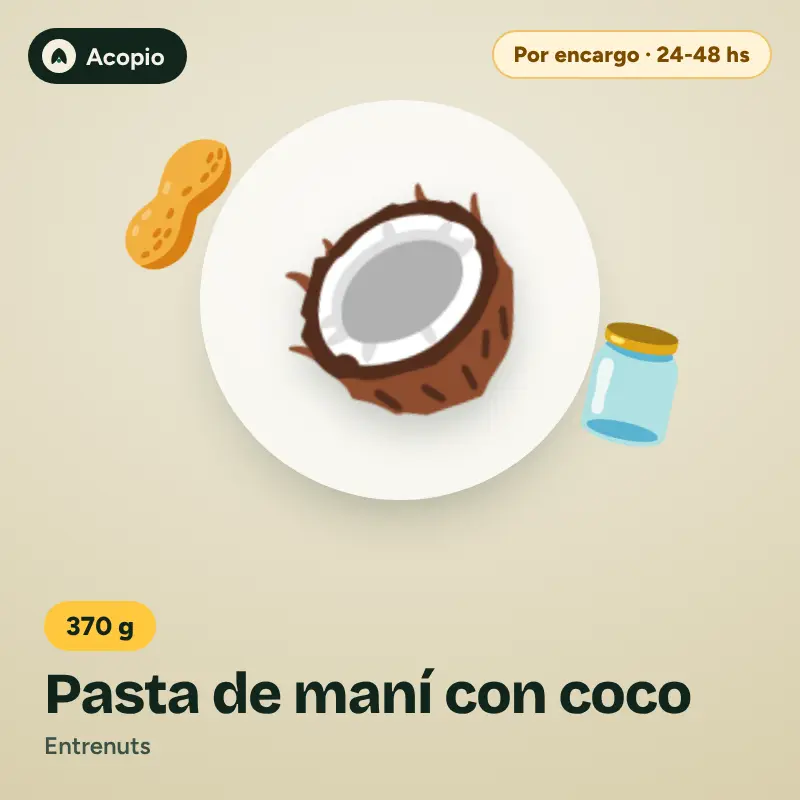 Acopio
Por encargo · 24-48 hs
370 g
Pasta de maní con coco
Entrenuts